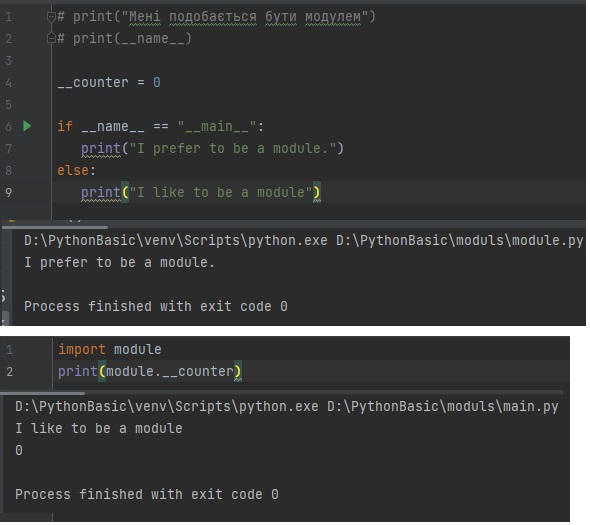 1 # print("Мені подобається бути модулем")
2 # print(__name__)
3
4 __counter = 0
5
6 if __name__ == "__main__":
7 print("I prefer to be a module.")
8 else:
9 print("I like to be a module")
D:\PythonBasic\venv\Scripts\python.exe D:\PythonBasic\moduls\module.py
I prefer to be a module.
Process finished with exit code 0
1 import module
2 print(module.__counter)
D:\PythonBasic\venv\Scripts\python.exe D:\PythonBasic\moduls\main.py
I like to be a module
0
Process finished with exit code 0